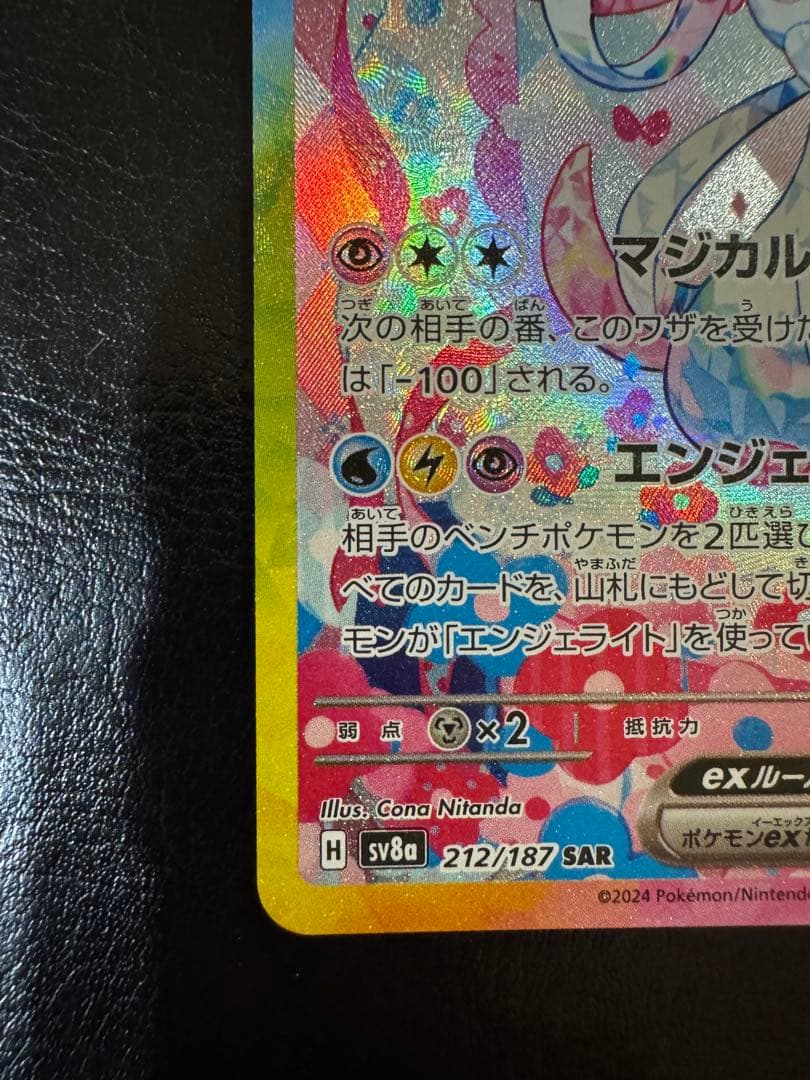 マジカル
次の相手の番、このワザを受けた
は「-100」される。
エンジェ
相手のベンチポケモンを2匹選び
べてのカードを、山札にもどして切
モンが「エンジェライト」を使ってい
弱点 ×2 抵抗力
exルー
Illus. Cona Nitanda
H sv8a 212/187 SAR
ポケモンex
©2024 Pokémon/Nintendo